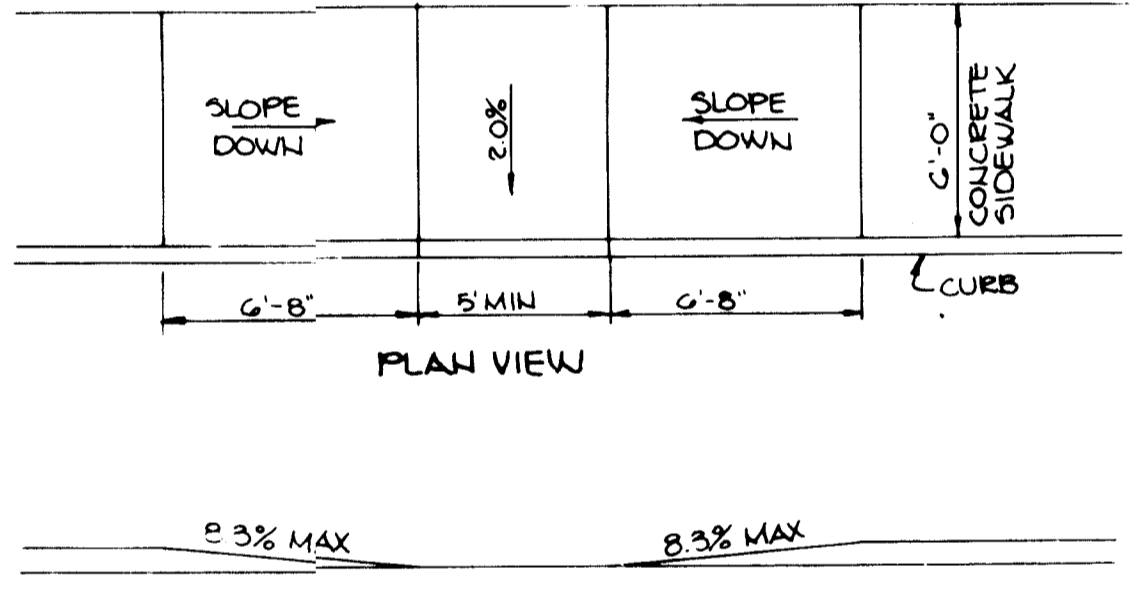 SLOPE
DOWN
2.0%
SLOPE
DOWN
6'-0"
CONCRETE
SIDEWALK
6'-8"
5' MIN
6'-8"
CURB
PLAN VIEW
8.3% MAX
8.3% MAX